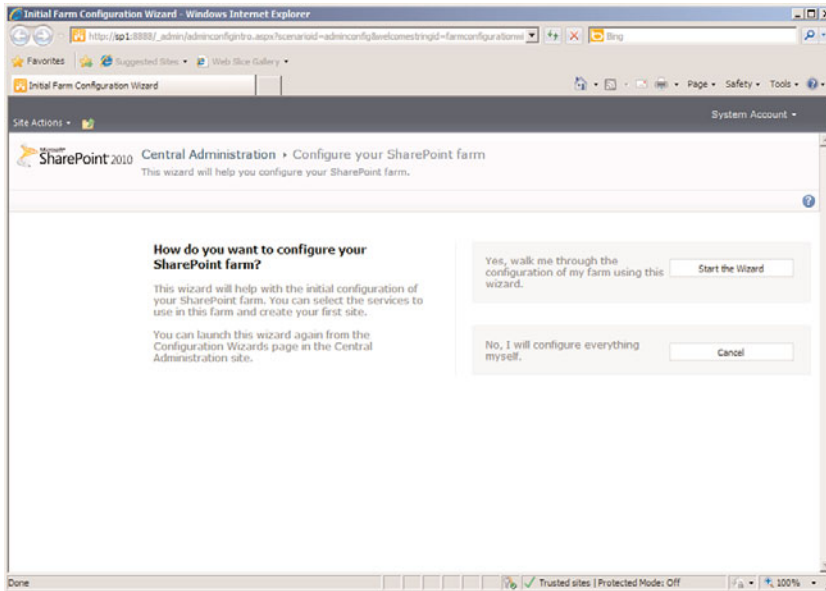 Initial Farm Configuration Wizard - Windows Internet Explorer
http://sp1:8888/_admin/adminconfigintro.aspx?scenarioid=adminconfig&welcomestringid=farmconfigurationwi
Bing
Favorites Suggested Sites Web Slice Gallery
Initial Farm Configuration Wizard
Page Safety Tools
Site Actions
System Account
Microsoft
SharePoint 2010
Central Administration Configure your SharePoint farm
This wizard will help you configure your SharePoint farm.
How do you want to configure your
SharePoint farm?
This wizard will help with the initial configuration of
your SharePoint farm. You can select the services to
use in this farm and create your first site.
You can launch this wizard again from the
Configuration Wizards page in the Central
Administration site.
Yes, walk me through the
configuration of my farm using this
wizard.
Start the Wizard
No, I will configure everything
myself.
Cancel
Done
Trusted sites | Protected Mode: Off
100%